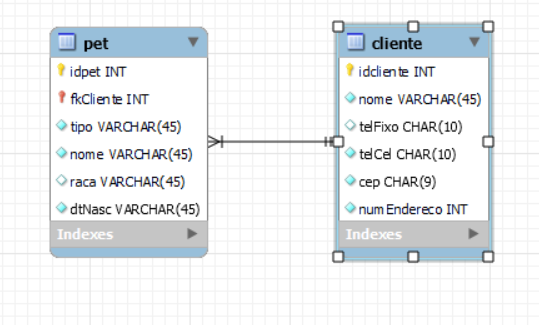 pet
idpet INT
fkCliente INT
tipo VARCHAR(45)
nome VARCHAR(45)
raca VARCHAR(45)
dtNasc VARCHAR(45)
Indexes
cliente
idcliente INT
nome VARCHAR(45)
telFixo CHAR(10)
telCel CHAR(10)
cep CHAR(9)
numEndereco INT
Indexes